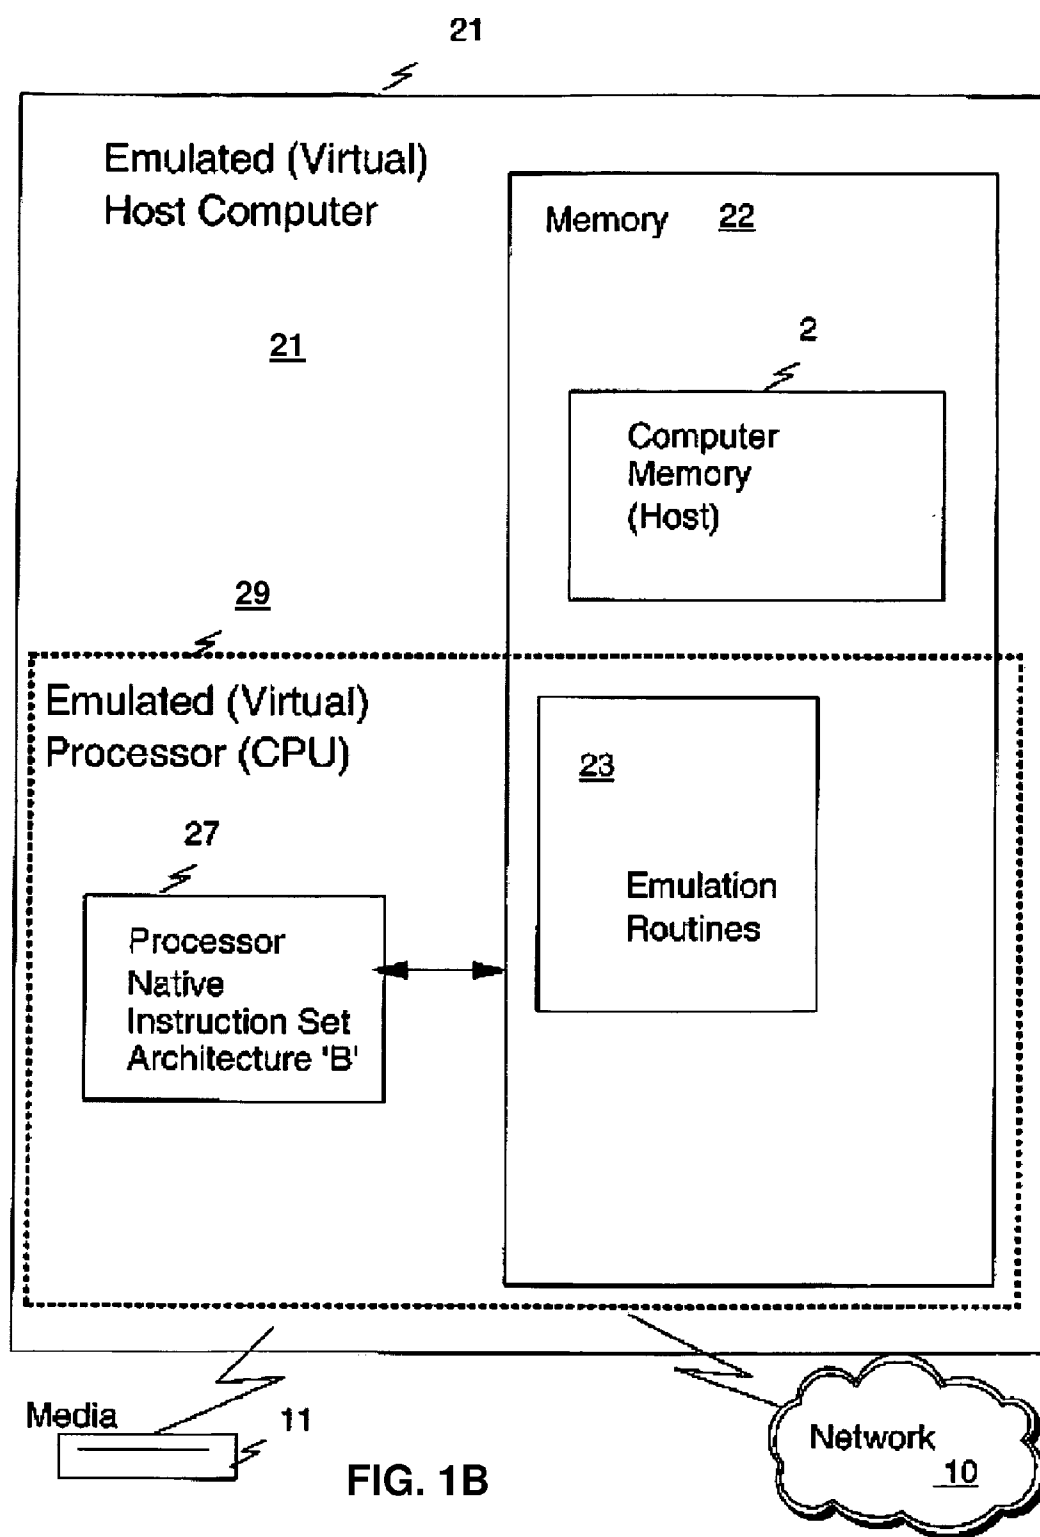 21
Emulated (Virtual)
Host Computer
21
Memory 22
2
Computer
Memory
(Host)
29
Emulated (Virtual)
Processor (CPU)
27
Processor
Native
Instruction Set
Architecture 'B'
23
Emulation
Routines
Media
11
FIG. 1B
Network
10